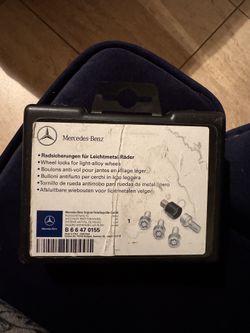 Mercedes-Benz
• Radsicherungen für Leichtmetall-Räder
• Wheel locks for light-alloy wheels
• Boulons anti-vol pour jantes en alliage léger
• Bulloni antifurto per cerchi in lega leggera
• Tornillo de rueda antirrobo para rueda de metal ligero
• Afsluitbare wielbouten voor lichtmetalen velgen
B 6 6 47 0155
1